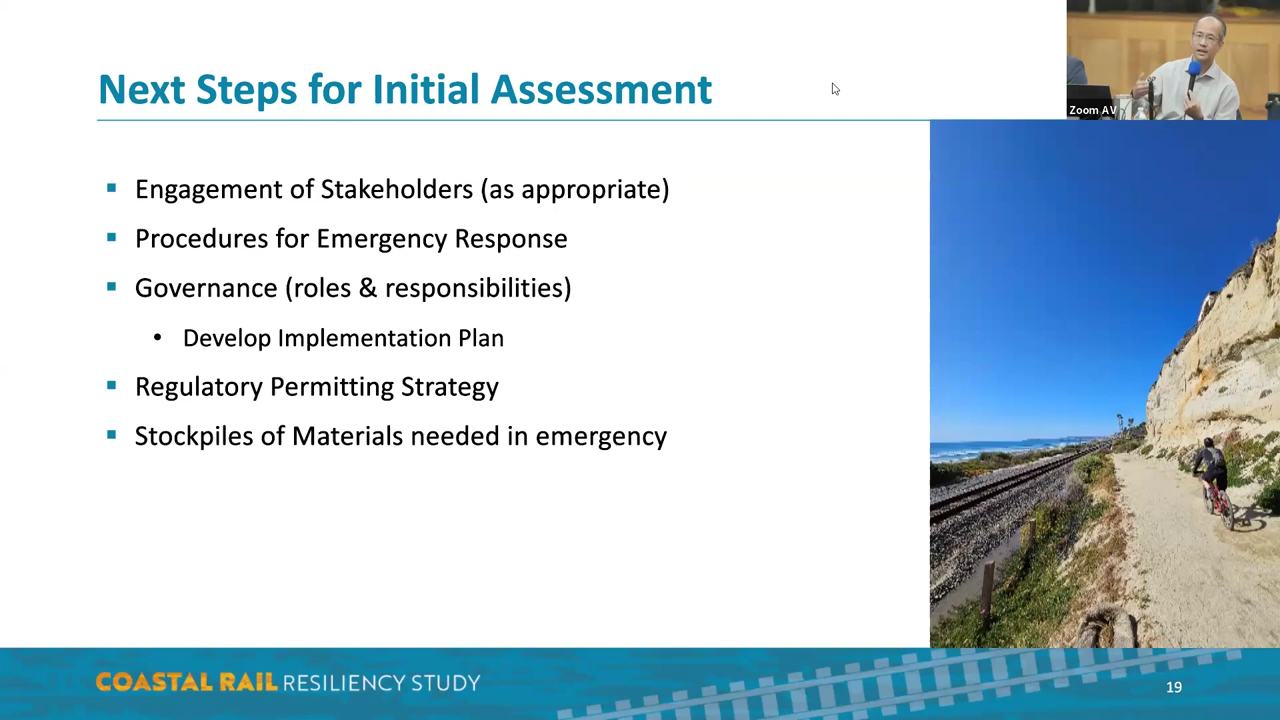 Next Steps for Initial Assessment
Zoom AV
Engagement of Stakeholders (as appropriate)
Procedures for Emergency Response
Governance (roles & responsibilities)
Develop Implementation Plan
Regulatory Permitting Strategy
Stockpiles of Materials needed in emergency
COASTAL RAIL RESILIENCY STUDY
19